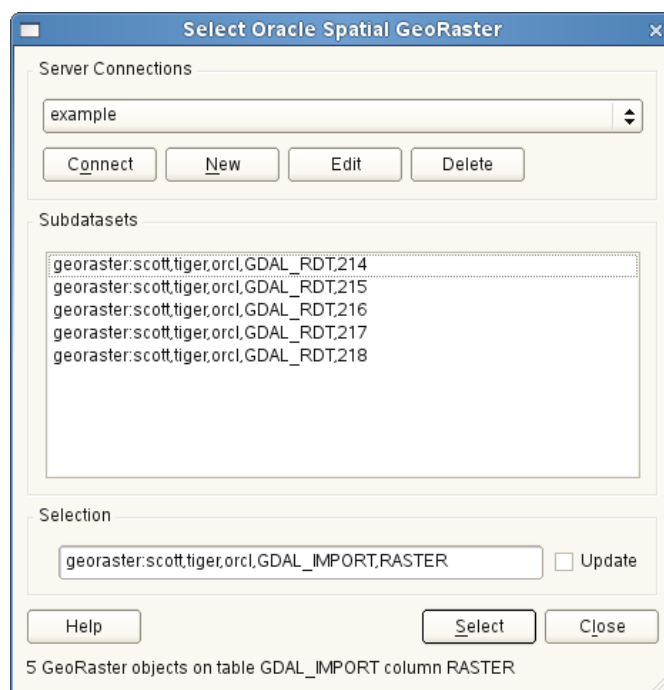 Select Oracle Spatial GeoRaster
Server Connections
example
Connect New Edit Delete
Subdatasets
georaster:scott,tiger,orcl,GDAL_RDT,214
georaster:scott,tiger,orcl,GDAL_RDT,215
georaster:scott,tiger,orcl,GDAL_RDT,216
georaster:scott,tiger,orcl,GDAL_RDT,217
georaster:scott,tiger,orcl,GDAL_RDT,218
Selection
georaster:scott,tiger,orcl,GDAL_IMPORT,RASTER Update
Help Select Close
5 GeoRaster objects on table GDAL_IMPORT column RASTER